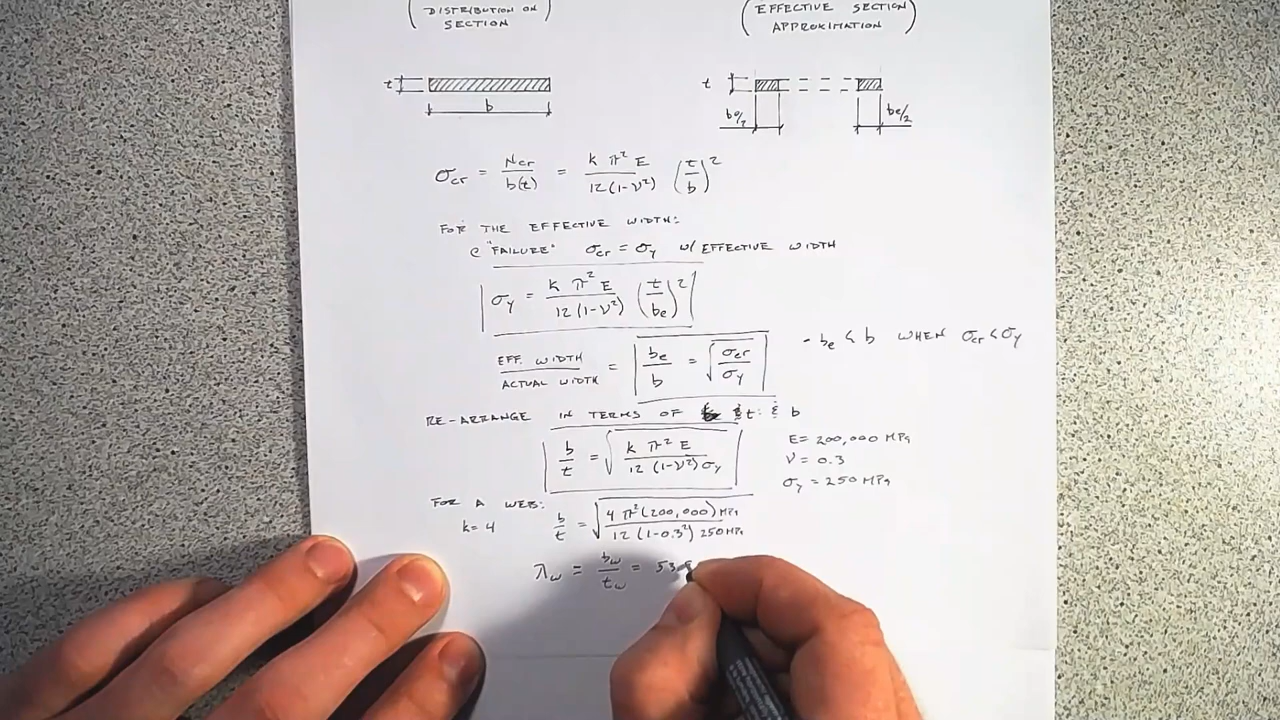 (DISTRIBUTION ON SECTION)
(EFFECTIVE SECTION APPROXIMATION)
t
b
t
be/2
be/2
σcr = Ncr / b(t) = k π² E / 12(1-ν²) (t/b)²
FOR THE EFFECTIVE WIDTH:
@ "FAILURE" σcr = σy w/ EFFECTIVE WIDTH
σy = k π² E / 12(1-ν²) (t/be)²
EFF. WIDTH / ACTUAL WIDTH = be/b = √(σcr/σy)
- be < b WHEN σcr < σy
RE-ARRANGE IN TERMS OF t & b
b/t = √(k π² E / 12(1-ν²)σy)
E = 200,000 MPa
ν = 0.3
σy = 250 MPa
FOR A WEB:
k = 4 b/t = √(4 π² (200,000) MPa / 12 (1-0.3²) 250 MPa)
λw = bw/tw = 53.